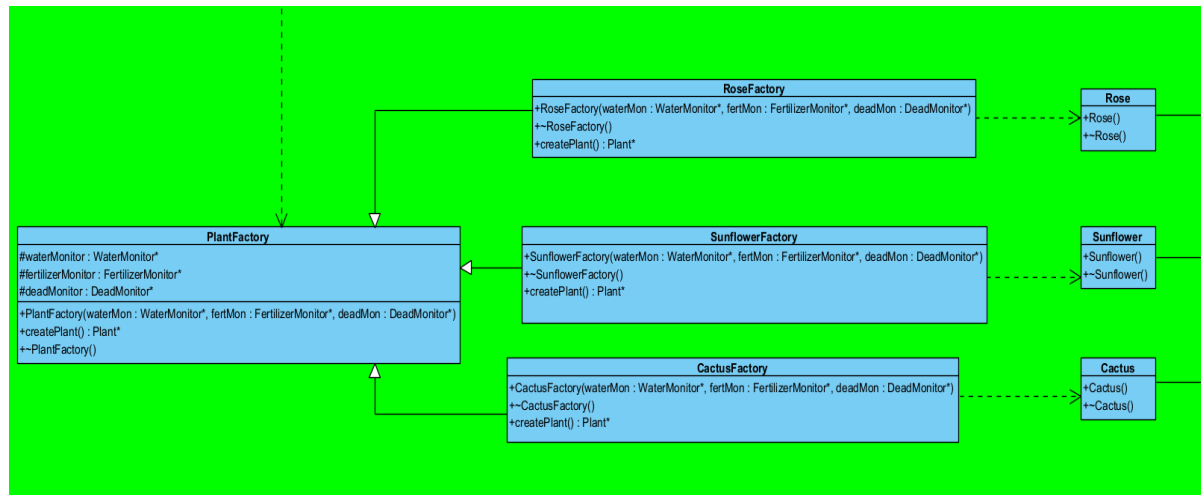 RoseFactory
+RoseFactory(waterMon : WaterMonitor*, fertMon : FertilizerMonitor*, deadMon : DeadMonitor*)
+~RoseFactory()
+createPlant() : Plant*
Rose
+Rose()
+~Rose()
PlantFactory
#waterMonitor : WaterMonitor*
#fertilizerMonitor : FertilizerMonitor*
#deadMonitor : DeadMonitor*
+PlantFactory(waterMon : WaterMonitor*, fertMon : FertilizerMonitor*, deadMon : DeadMonitor*)
+createPlant() : Plant*
+~PlantFactory()
SunflowerFactory
+SunflowerFactory(waterMon : WaterMonitor*, fertMon : FertilizerMonitor*, deadMon : DeadMonitor*)
+~SunflowerFactory()
+createPlant() : Plant*
Sunflower
+Sunflower()
+~Sunflower()
CactusFactory
+CactusFactory(waterMon : WaterMonitor*, fertMon : FertilizerMonitor*, deadMon : DeadMonitor*)
+~CactusFactory()
+createPlant() : Plant*
Cactus
+Cactus()
+~Cactus()